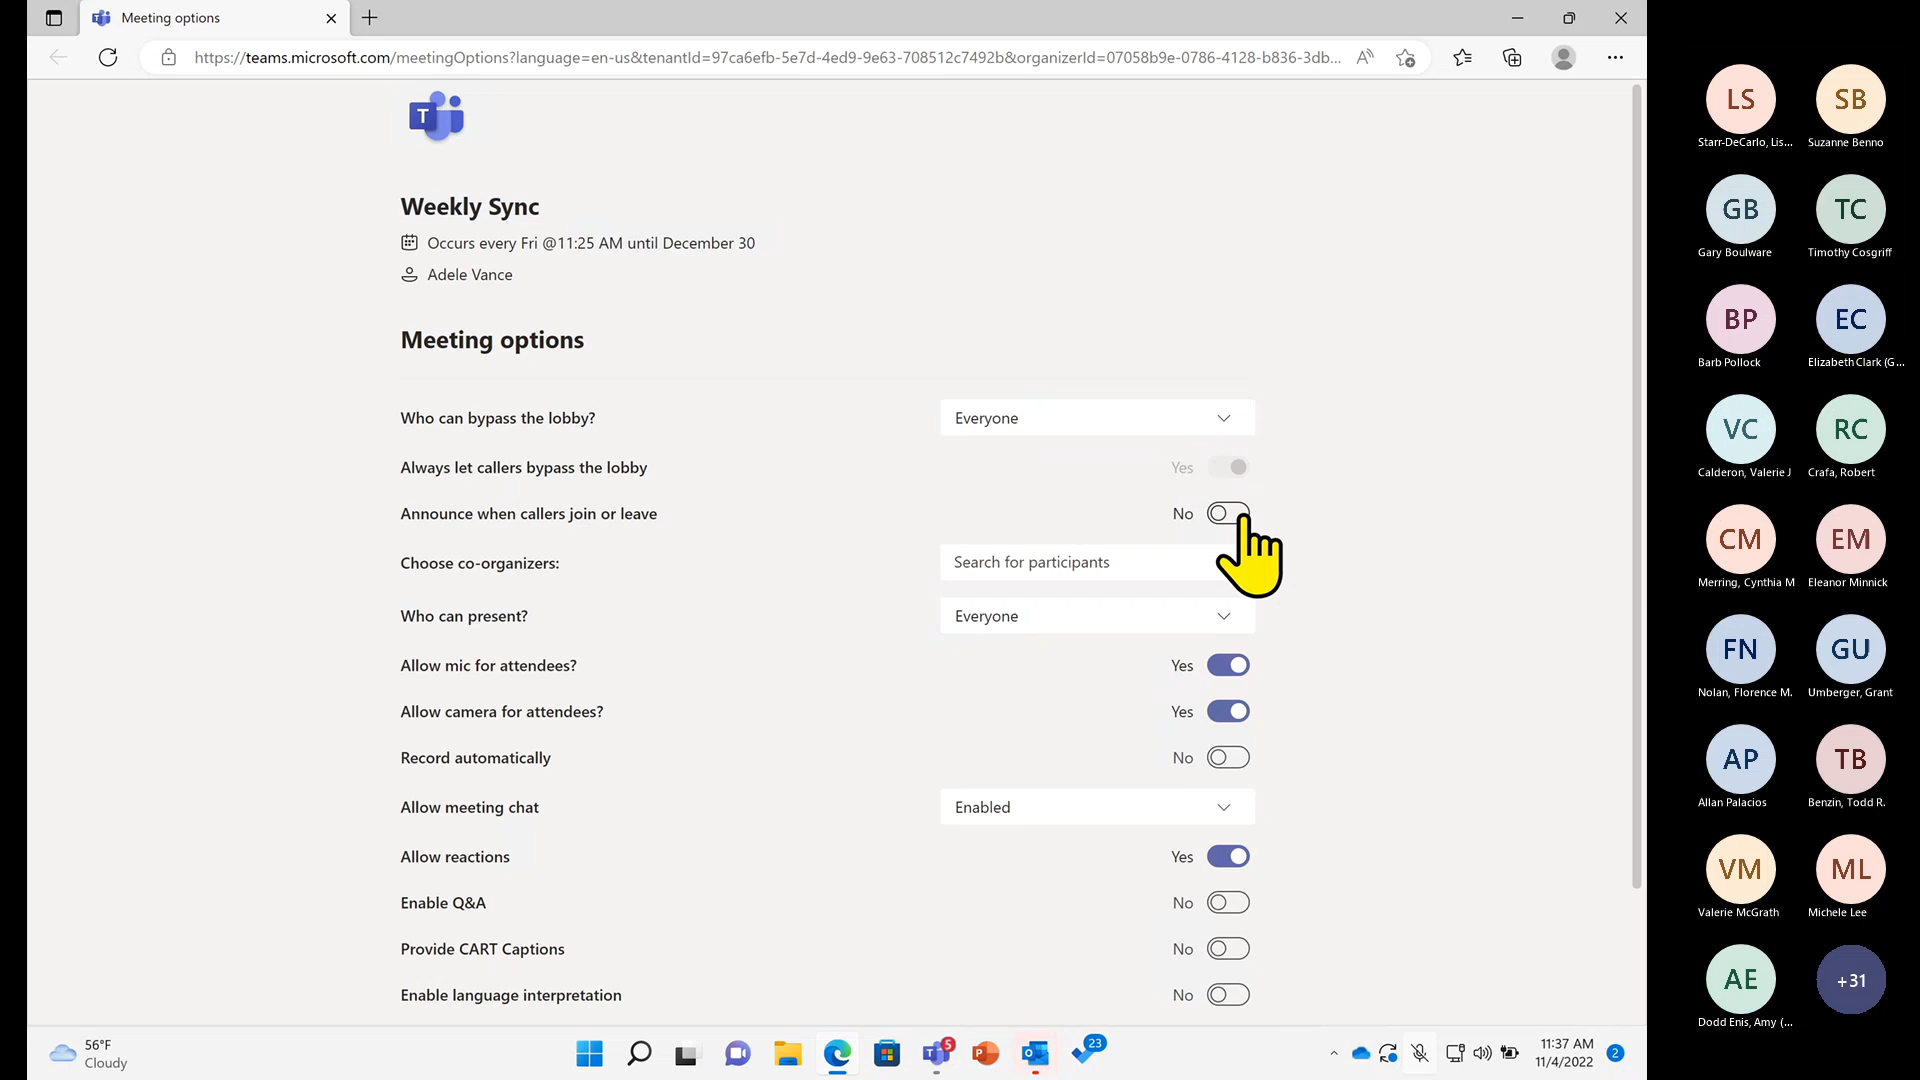 Meeting options
https://teams.microsoft.com/meetingOptions?language=en-us&tenantId=97ca6efb-5e7d-4ed9-9e63-708512c7492b&organizerId=07058b9e-0786-4128-b836-3db...
T
Weekly Sync
Occurs every Fri @11:25 AM until December 30
Adele Vance
Meeting options
Who can bypass the lobby?
Everyone
Always let callers bypass the lobby
Yes
Announce when callers join or leave
No
Choose co-organizers:
Search for participants
Who can present?
Everyone
Allow mic for attendees?
Yes
Allow camera for attendees?
Yes
Record automatically
No
Allow meeting chat
Enabled
Allow reactions
Yes
Enable Q&A
No
Provide CART Captions
No
Enable language interpretation
No
56°F
Cloudy
5
23
11:37 AM
11/4/2022
2
LS
Starr-DeCarlo, Lis...
SB
Suzanne Benno
GB
Gary Boulware
TC
Timothy Cosgriff
BP
Barb Pollock
EC
Elizabeth Clark (G...
VC
Calderon, Valerie J
RC
Crafa, Robert
CM
Merring, Cynthia M
EM
Eleanor Minnick
FN
Nolan, Florence M.
GU
Umberger, Grant
AP
Allan Palacios
TB
Benzin, Todd R.
VM
Valerie McGrath
ML
Michele Lee
AE
Dodd Enis, Amy (...
+31